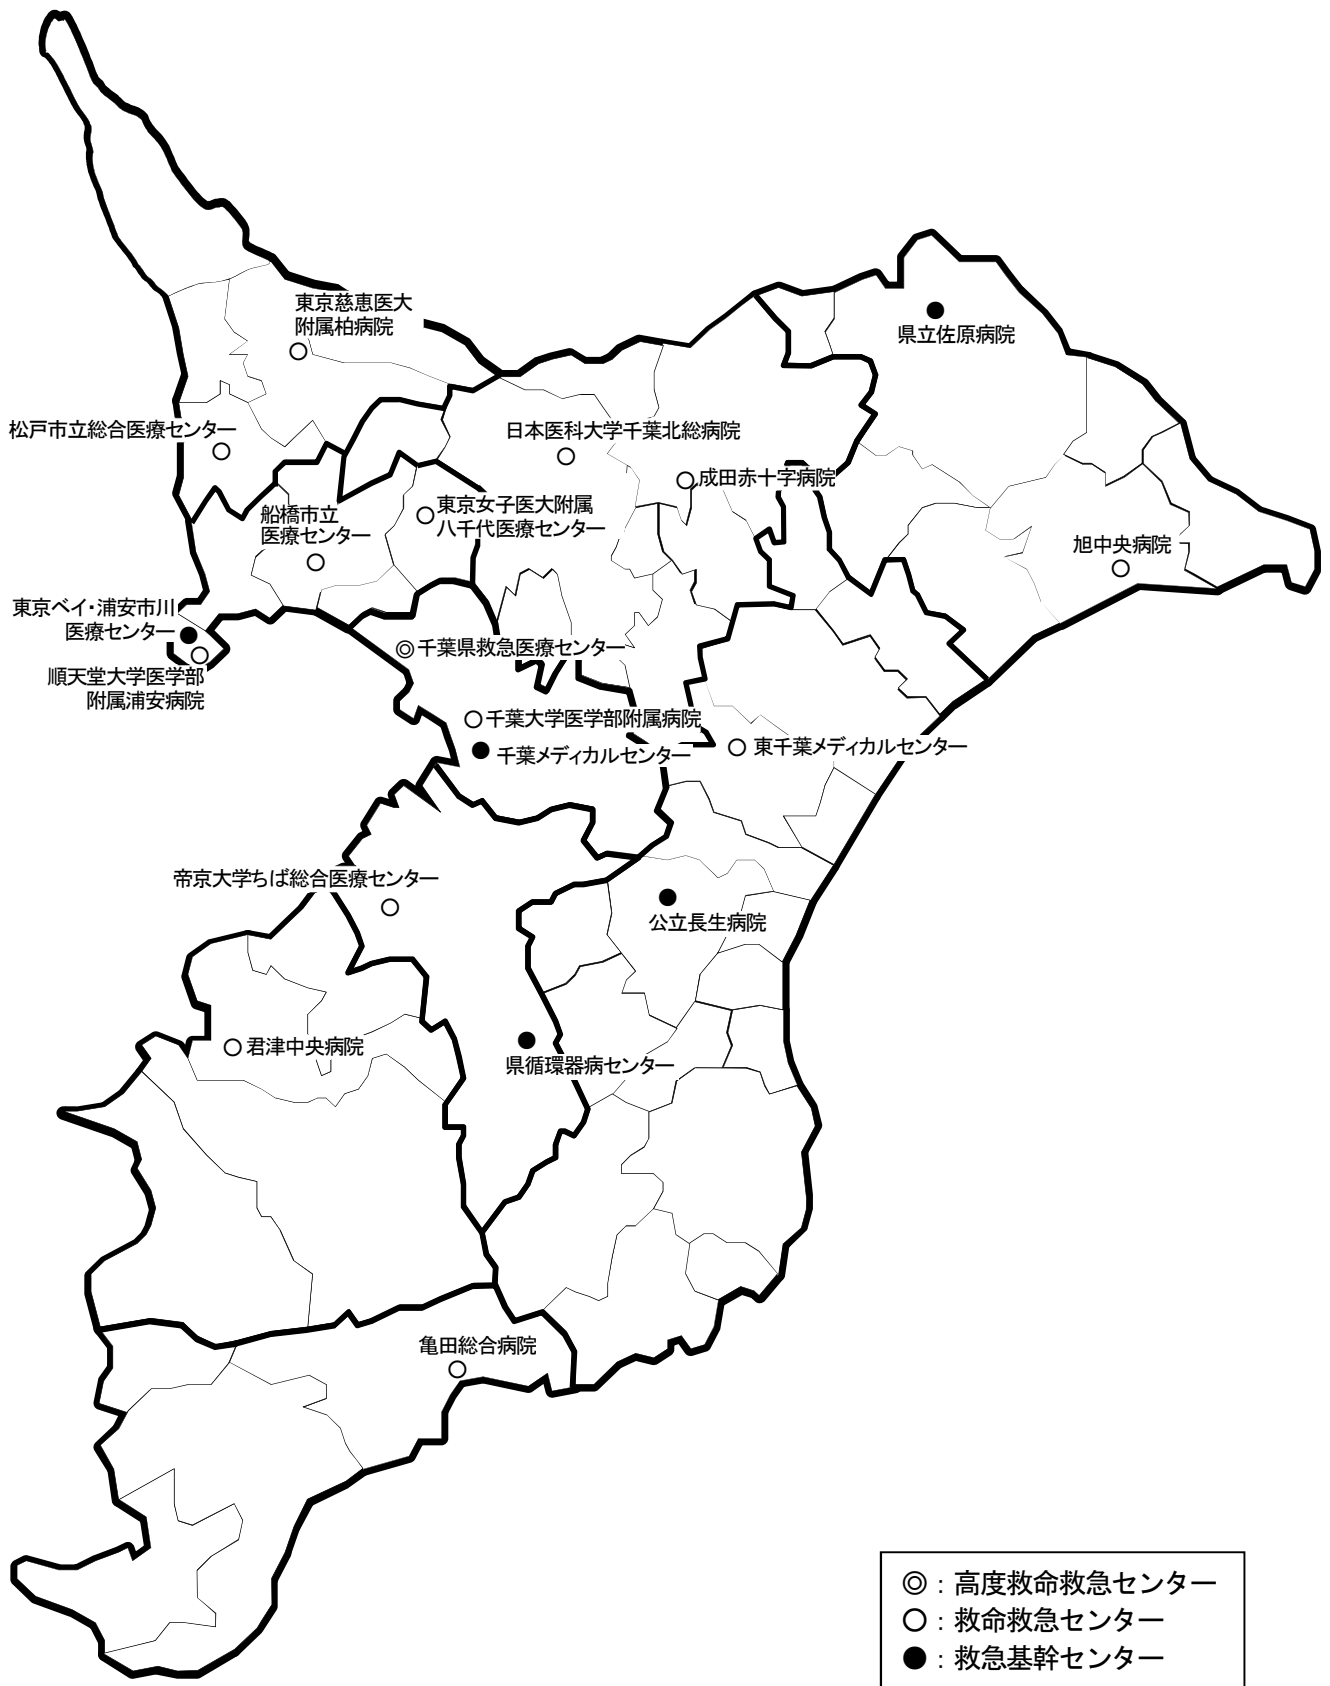 東京慈恵医大
附属柏病院
県立佐原病院
松戸市立総合医療センター
日本医科大学千葉北総病院
成田赤十字病院
東京女子医大附属
八千代医療センター
船橋市立
医療センター
旭中央病院
東京ベイ・浦安市川
医療センター
千葉県救急医療センター
順天堂大学医学部
附属浦安病院
千葉大学医学部附属病院
千葉メディカルセンター
東千葉メディカルセンター
帝京大学ちば総合医療センター
公立長生病院
君津中央病院
県循環器病センター
亀田総合病院
◎：高度救命救急センター
○：救命救急センター
●：救急基幹センター